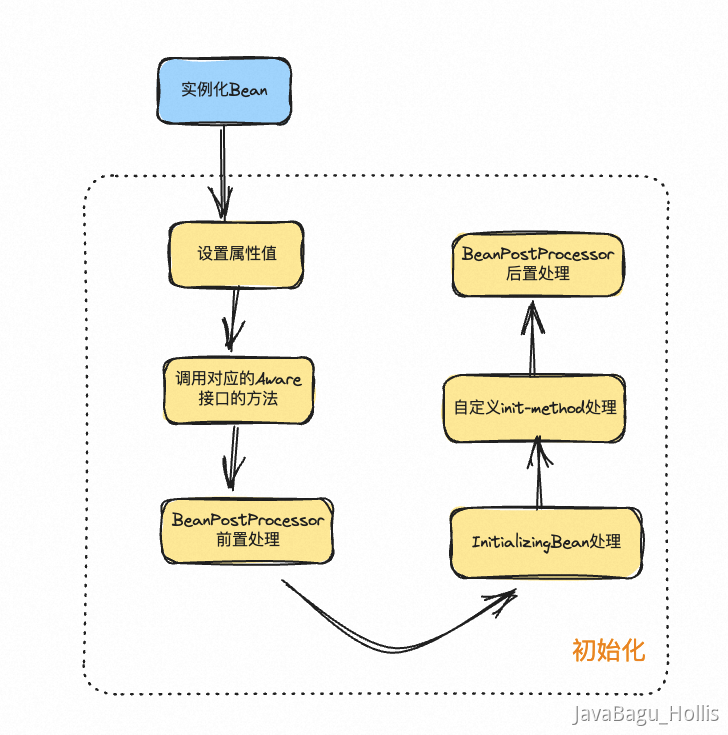 实例化Bean
设置属性值
调用对应的Aware
接口的方法
BeanPostProcessor
前置处理
InitializingBean处理
自定义init-method处理
BeanPostProcessor
后置处理
初始化
JavaBagu_Hollis